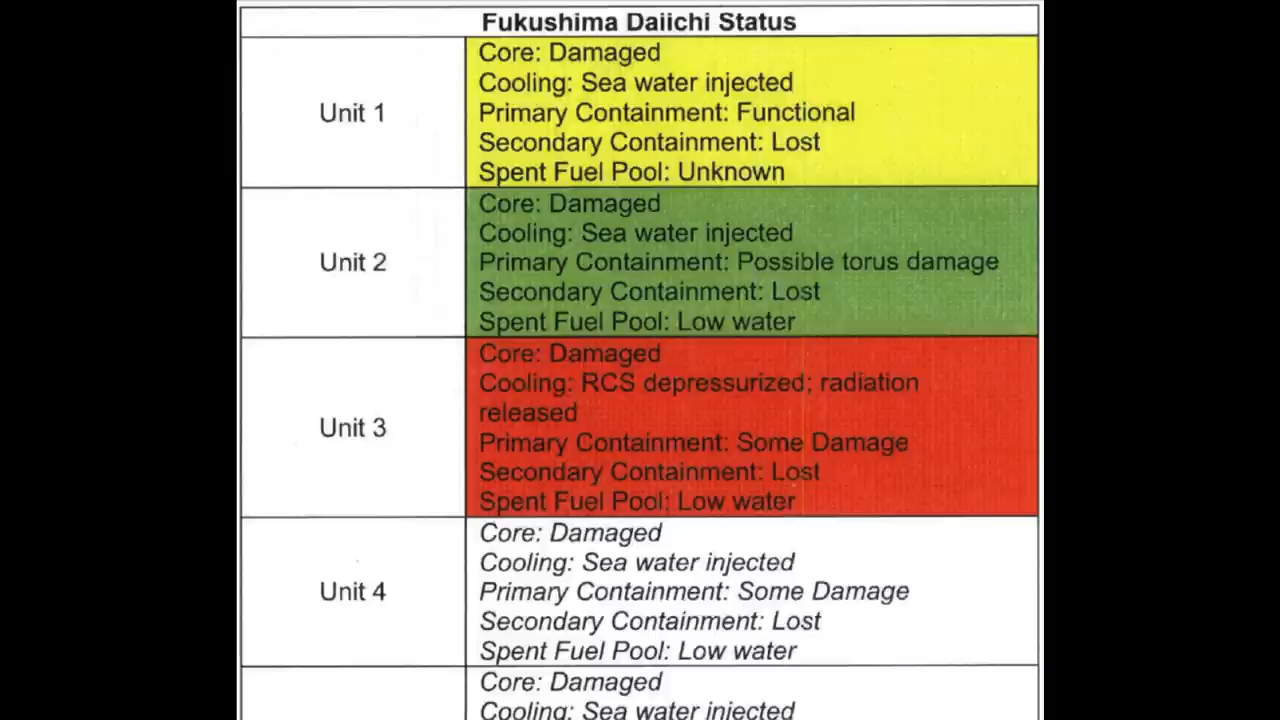 Fukushima Daiichi Status
Unit 1
Core: Damaged
Cooling: Sea water injected
Primary Containment: Functional
Secondary Containment: Lost
Spent Fuel Pool: Unknown
Unit 2
Core: Damaged
Cooling: Sea water injected
Primary Containment: Possible torus damage
Secondary Containment: Lost
Spent Fuel Pool: Low water
Unit 3
Core: Damaged
Cooling: RCS depressurized; radiation
released
Primary Containment: Some Damage
Secondary Containment: Lost
Spent Fuel Pool: Low water
Unit 4
Core: Damaged
Cooling: Sea water injected
Primary Containment: Some Damage
Secondary Containment: Lost
Spent Fuel Pool: Low water
Core: Damaged
Cooling: Sea water injected